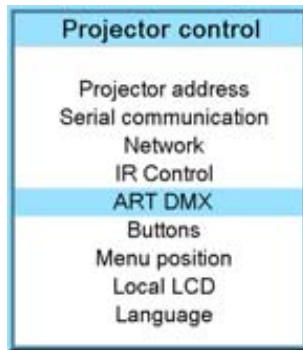 Projector control
Projector address
Serial communication
Network
IR Control
ART DMX
Buttons
Menu position
Local LCD
Language